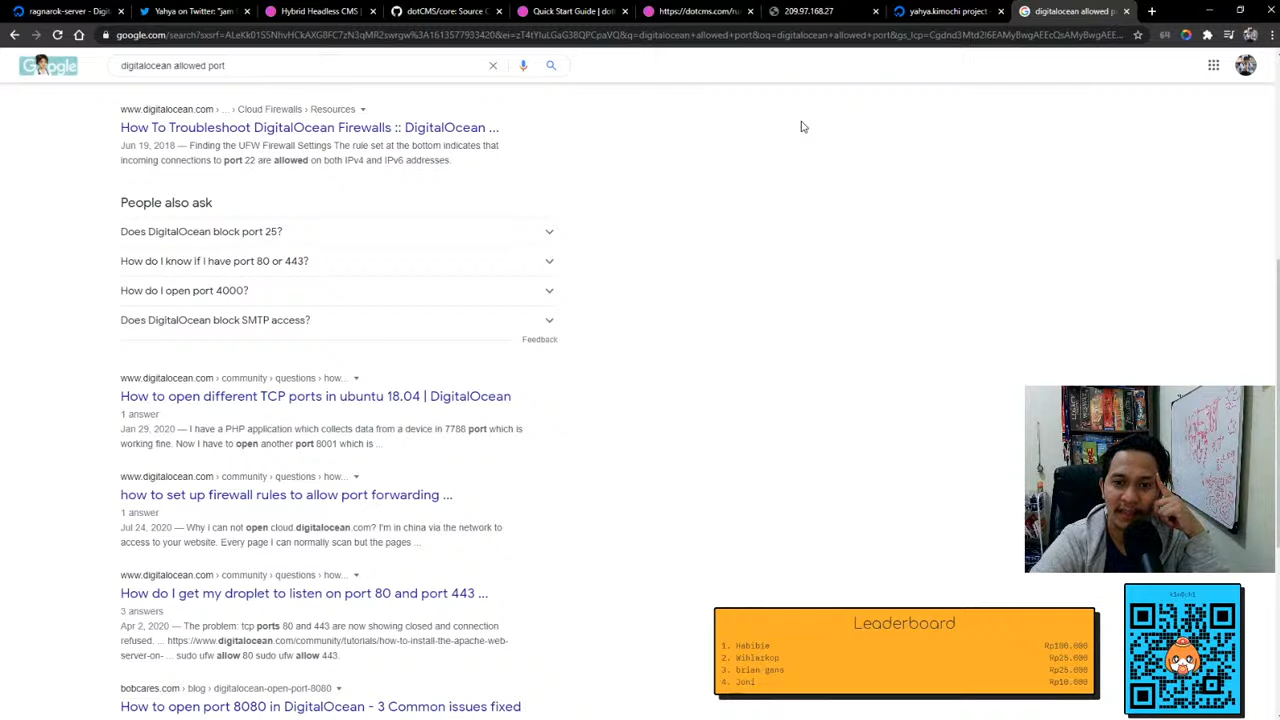 ragnarok-server - Digit
Yahya on Twitter: "jam
Hybrid Headless CMS |
dotCMS/core: Source C
Quick Start Guide | dot
https://dotcms.com/ru
209.97.168.27
yahya.kimochi project -
digitalocean allowed p
google.com/search?
digitalocean allowed port
www.digitalocean.com › ... › Cloud Firewalls › Resources
How To Troubleshoot DigitalOcean Firewalls :: DigitalOcean ...
Jun 19, 2018 — Finding the UFW Firewall Settings The rule set at the bottom indicates that
incoming connections to port 22 are allowed on both IPv4 and IPv6 addresses.
People also ask
Does DigitalOcean block port 25?
How do I know if I have port 80 or 443?
How do I open port 4000?
Does DigitalOcean block SMTP access?
Feedback
www.digitalocean.com › community › questions › how...
How to open different TCP ports in ubuntu 18.04 | DigitalOcean
1 answer
Jan 29, 2020 — I have a PHP application which collects data from a device in 7788 port which is
working fine. Now I have to open another port 8001 which is ...
www.digitalocean.com › community › questions › how...
how to set up firewall rules to allow port forwarding ...
1 answer
Jul 24, 2020 — Why i can not open cloud.digitalocean.com? I'm in china via the network to
access to your website. Every page I can normally scan but the pages ...
www.digitalocean.com › community › questions › how...
How do I get my droplet to listen on port 80 and port 443 ...
3 answers
Apr 2, 2020 — The problem: tcp ports 80 and 443 are now showing closed and connection
refused. ... https://www.digitalocean.com/community/tutorials/how-to-install-the-apache-web-
server-on- ... sudo ufw allow 80 sudo ufw allow 443.
bobcares.com › blog › digitalocean-open-port-8080
How to open port 8080 in DigitalOcean - 3 Common issues fixed
Leaderboard
1. Habibie Rp100.000
2. Wihlarkop Rp25.000
3. brian gans Rp25.000
4. Joni Rp10.000